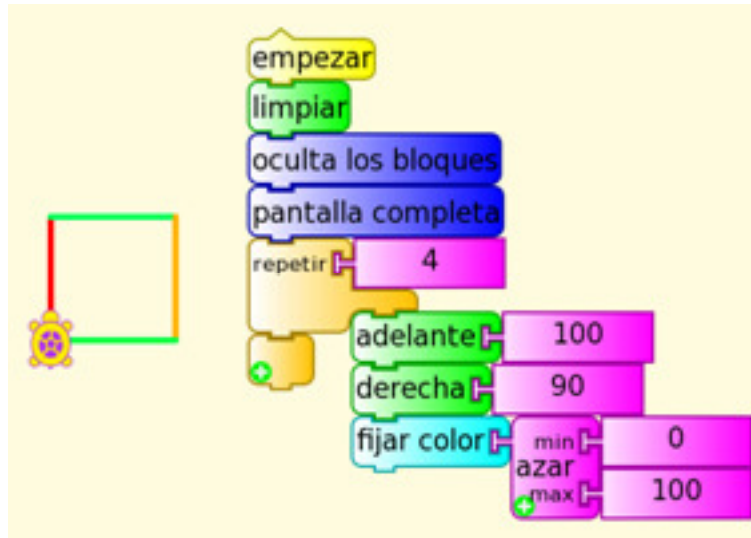 empezar
limpiar
oculta los bloques
pantalla completa
repetir 4
adelante 100
derecha 90
fijar color azar min 0
max 100